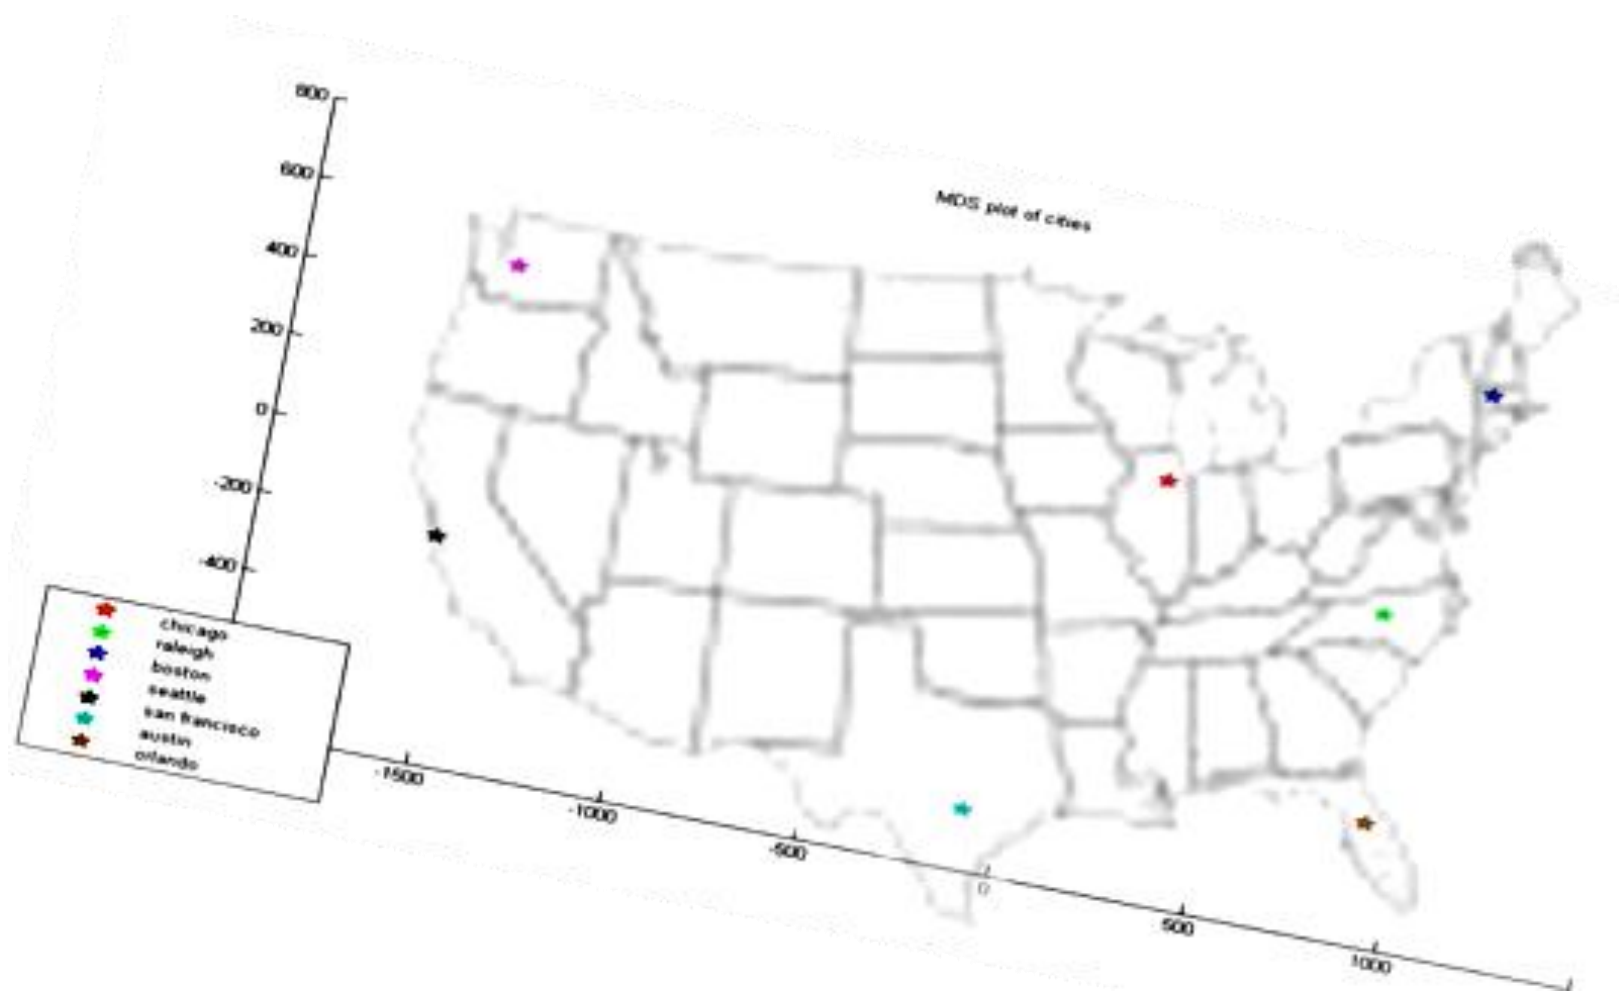 MDS plot of cities
800
600
400
200
0
-200
-400
chicago
raleigh
boston
seattle
san francisco
austin
orlando
-1500
-1000
-500
0
500
1000